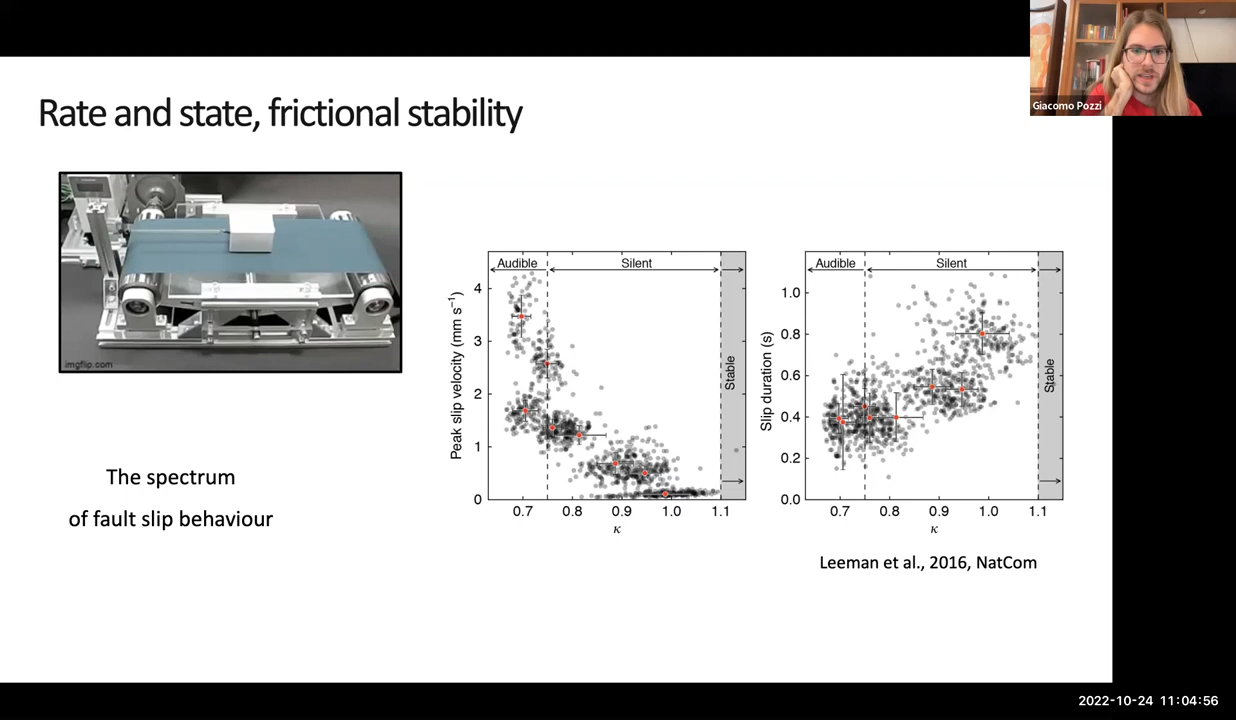 Giacomo Pozzi
Rate and state, frictional stability
imgflip.com
The spectrum
of fault slip behaviour
Audible
Silent
Stable
Peak slip velocity (mm s⁻¹)
4
3
2
1
0
0.7 0.8 0.9 1.0 1.1
κ
Audible
Silent
Stable
Slip duration (s)
1.0
0.8
0.6
0.4
0.2
0.0
0.7 0.8 0.9 1.0 1.1
κ
Leeman et al., 2016, NatCom
2022-10-24 11:04:56